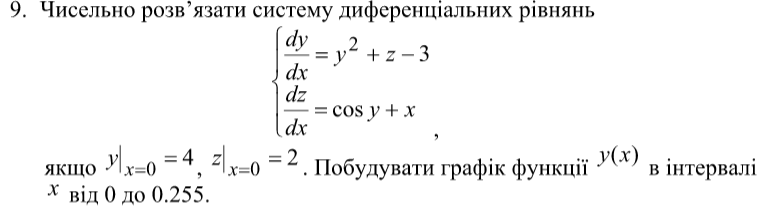 9. Чисельно розв’язати систему диференціальних рівнянь
dy/dx = y² + z − 3
dz/dx = cos y + x ,
якщо y|x=0 = 4, z|x=0 = 2. Побудувати графік функції y(x) в інтервалі
x від 0 до 0.255.